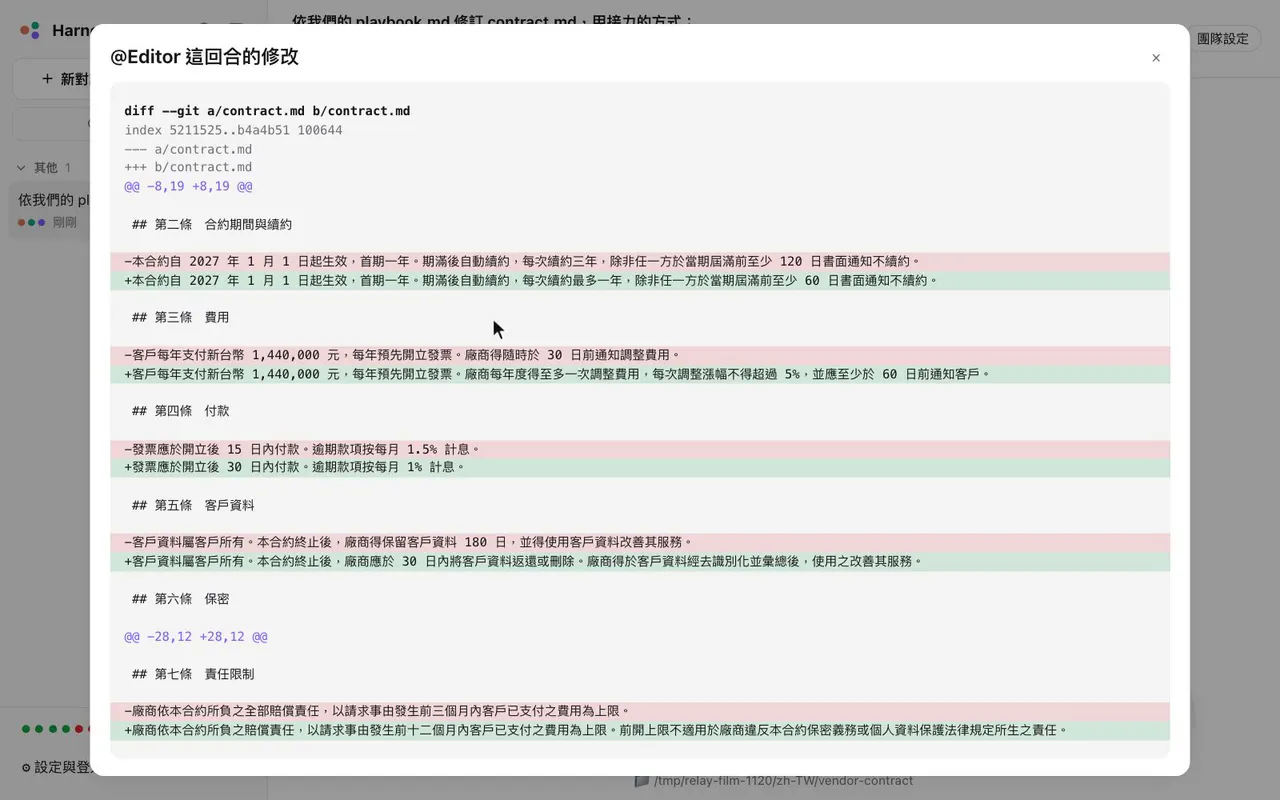 依我們的 playbook.md 修訂 contract.md，用接力的方式：
Harn
團隊設定
@Editor 這回合的修改
×
+ 新對
diff --git a/contract.md b/contract.md
index 5211525..b4a4b51 100644
--- a/contract.md
+++ b/contract.md
@@ -8,19 +8,19 @@
其他 1
依我們的 pl
剛剛
## 第二條　合約期間與續約
-本合約自 2027 年 1 月 1 日起生效，首期一年。期滿後自動續約，每次續約三年，除非任一方於當期屆滿前至少 120 日書面通知不續約。
+本合約自 2027 年 1 月 1 日起生效，首期一年。期滿後自動續約，每次續約最多一年，除非任一方於當期屆滿前至少 60 日書面通知不續約。
## 第三條　費用
-客戶每年支付新台幣 1,440,000 元，每年預先開立發票。廠商得隨時於 30 日前通知調整費用。
+客戶每年支付新台幣 1,440,000 元，每年預先開立發票。廠商每年度得至多一次調整費用，每次調整漲幅不得超過 5%，並應至少於 60 日前通知客戶。
## 第四條　付款
-發票應於開立後 15 日內付款。逾期款項按每月 1.5% 計息。
+發票應於開立後 30 日內付款。逾期款項按每月 1% 計息。
## 第五條　客戶資料
-客戶資料屬客戶所有。本合約終止後，廠商得保留客戶資料 180 日，並得使用客戶資料改善其服務。
+客戶資料屬客戶所有。本合約終止後，廠商應於 30 日內將客戶資料返還或刪除。廠商得於客戶資料經去識別化並彙總後，使用之改善其服務。
## 第六條　保密
@@ -28,12 +28,12 @@
## 第七條　責任限制
-廠商依本合約所負之全部賠償責任，以請求事由發生前三個月內客戶已支付之費用為上限。
+廠商依本合約所負之賠償責任，以請求事由發生前十二個月內客戶已支付之費用為上限。前開上限不適用於廠商違反本合約保密義務或個人資料保護法律規定所生之責任。
設定與登
/tmp/relay-film-1120/zh-TW/vendor-contract